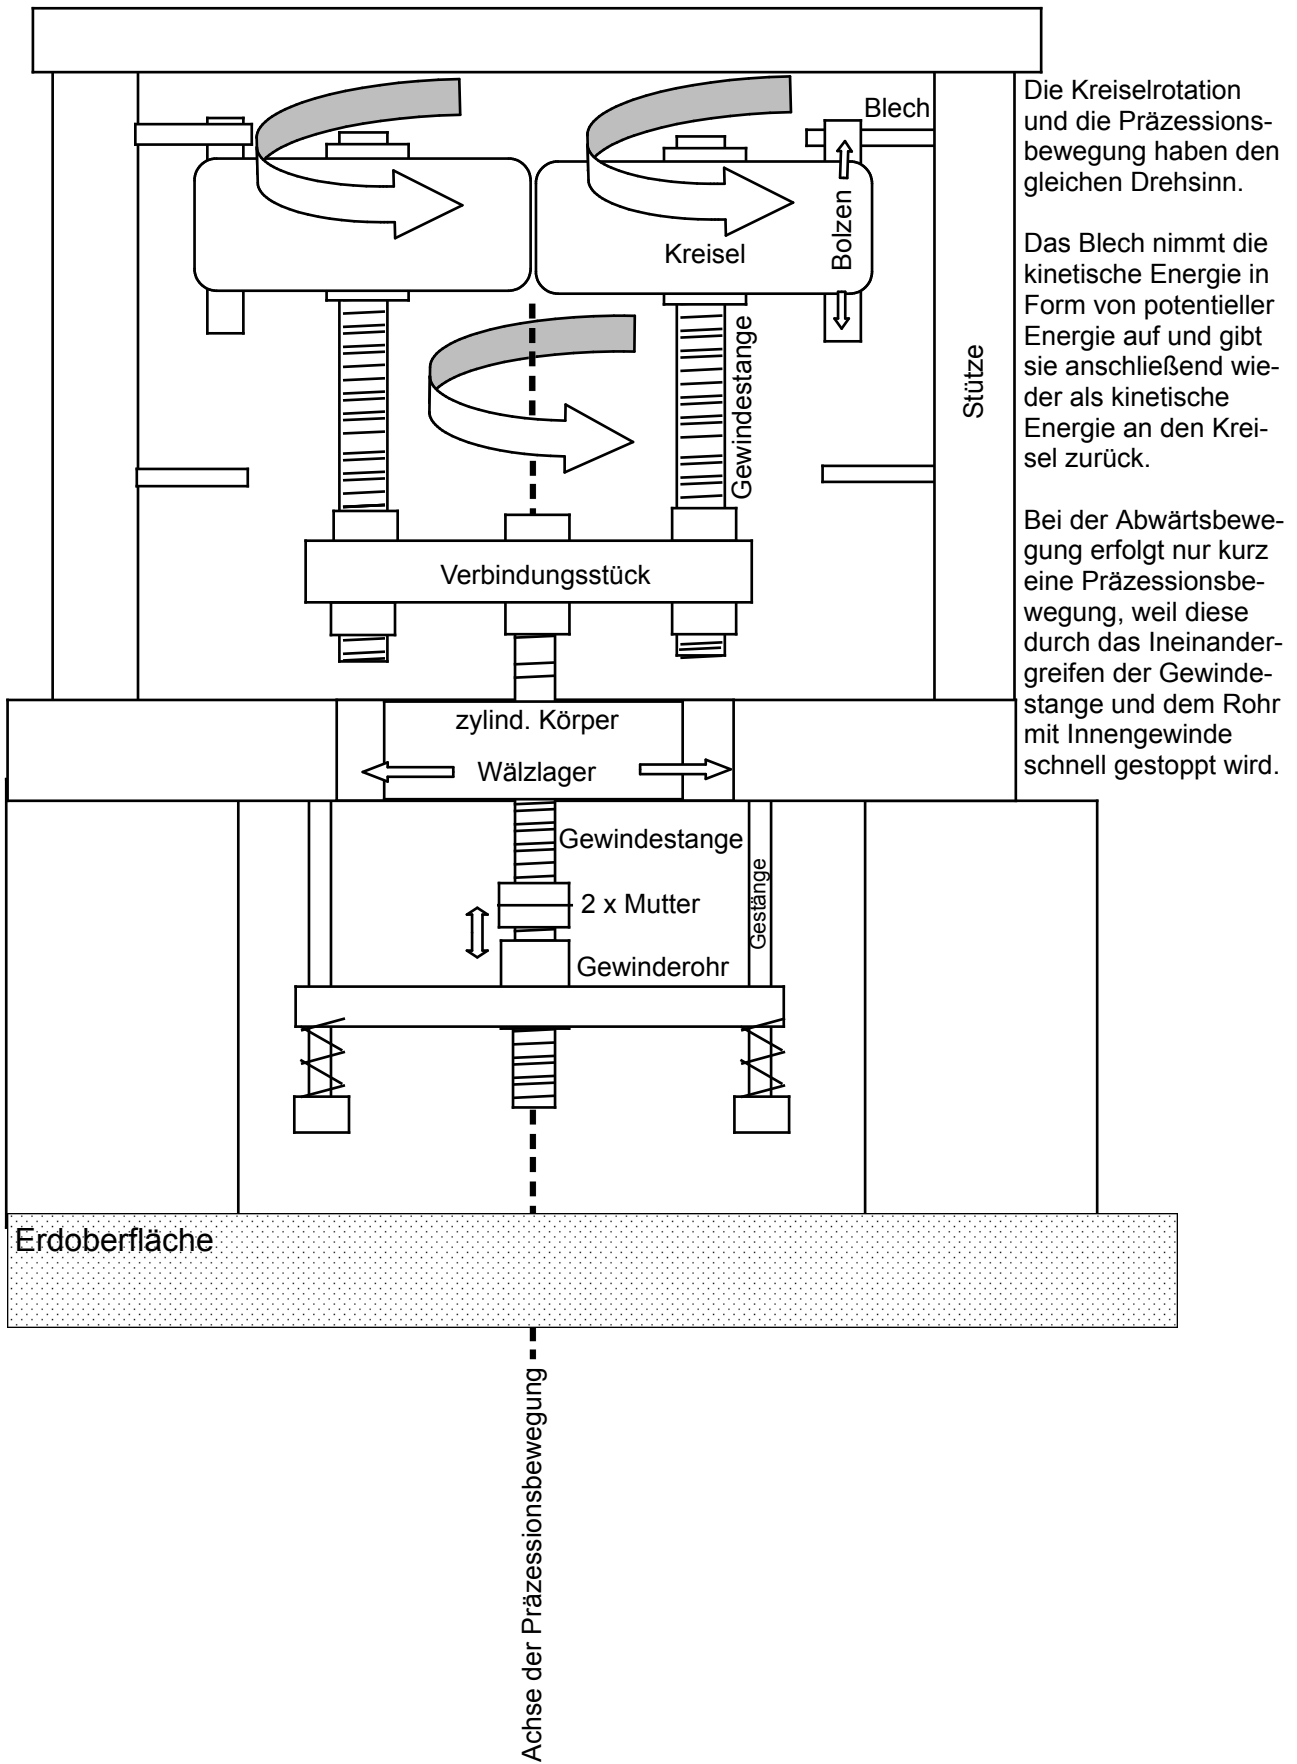 Die Kreiselrotation
und die Präzessions-
bewegung haben den
gleichen Drehsinn.
Das Blech nimmt die
kinetische Energie in
Form von potentieller
Energie auf und gibt
sie anschließend wie-
der als kinetische
Energie an den Krei-
sel zurück.
Bei der Abwärtsbewe-
gung erfolgt nur kurz
eine Präzessionsbe-
wegung, weil diese
durch das Ineinander-
greifen der Gewinde-
stange und dem Rohr
mit Innengewinde
schnell gestoppt wird.
Blech
Bolzen
Kreisel
Gewindestange
Stütze
Verbindungsstück
zylind. Körper
Wälzlager
Gewindestange
2 x Mutter
Gestänge
Gewinderohr
Erdoberfläche
Achse der Präzessionsbewegung